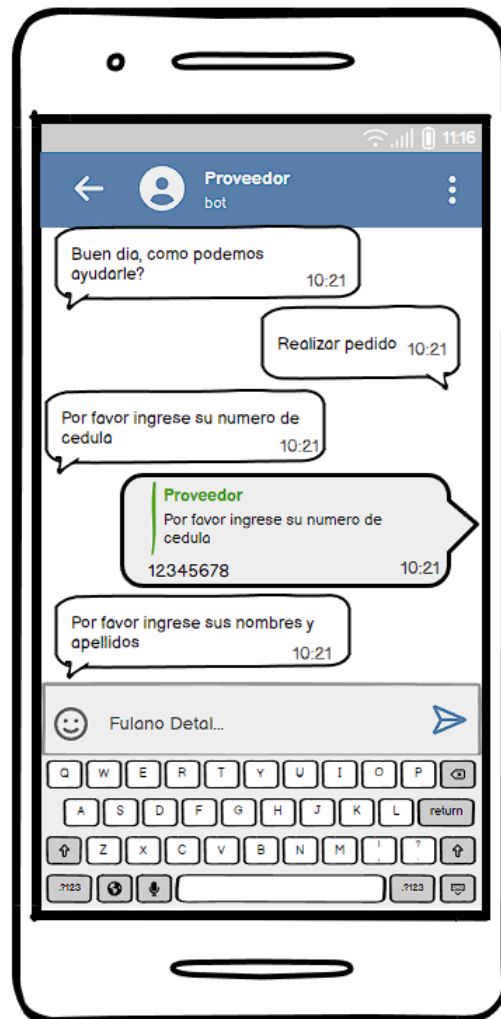 11:16
Proveedor
bot
Buen dia, como podemos
ayudarle?
10:21
Realizar pedido 10:21
Por favor ingrese su numero de
cedula
10:21
Proveedor
Por favor ingrese su numero de
cedula
12345678 10:21
Por favor ingrese sus nombres y
apellidos
10:21
Fulano Detal...
Q W E R T Y U I O P
A S D F G H J K L return
Z X C V B N M ! , ? .
.?123 .?123